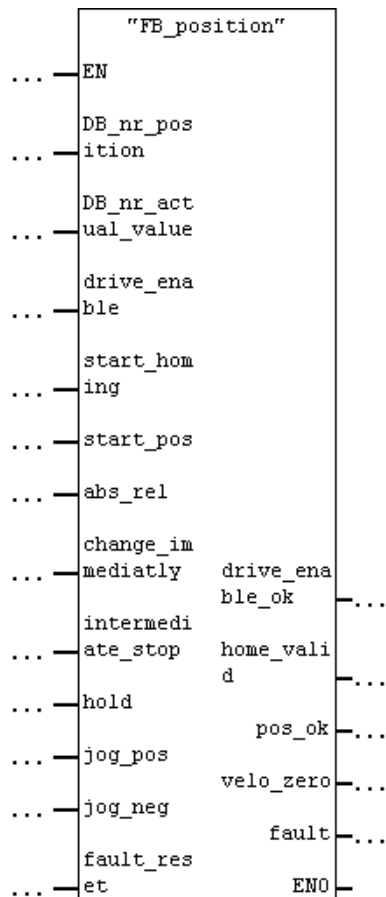 "FB_position"
... EN
DB_nr_pos
... ition
DB_nr_act
... ual_value
drive_ena
... ble
start_hom
... ing
... start_pos
... abs_rel
change_im
... mediatly drive_ena
ble_ok ...
intermedi
... ate_stop home_vali
d ...
... hold
pos_ok ...
... jog_pos
velo_zero ...
... jog_neg
fault ...
fault_res
... et ENO